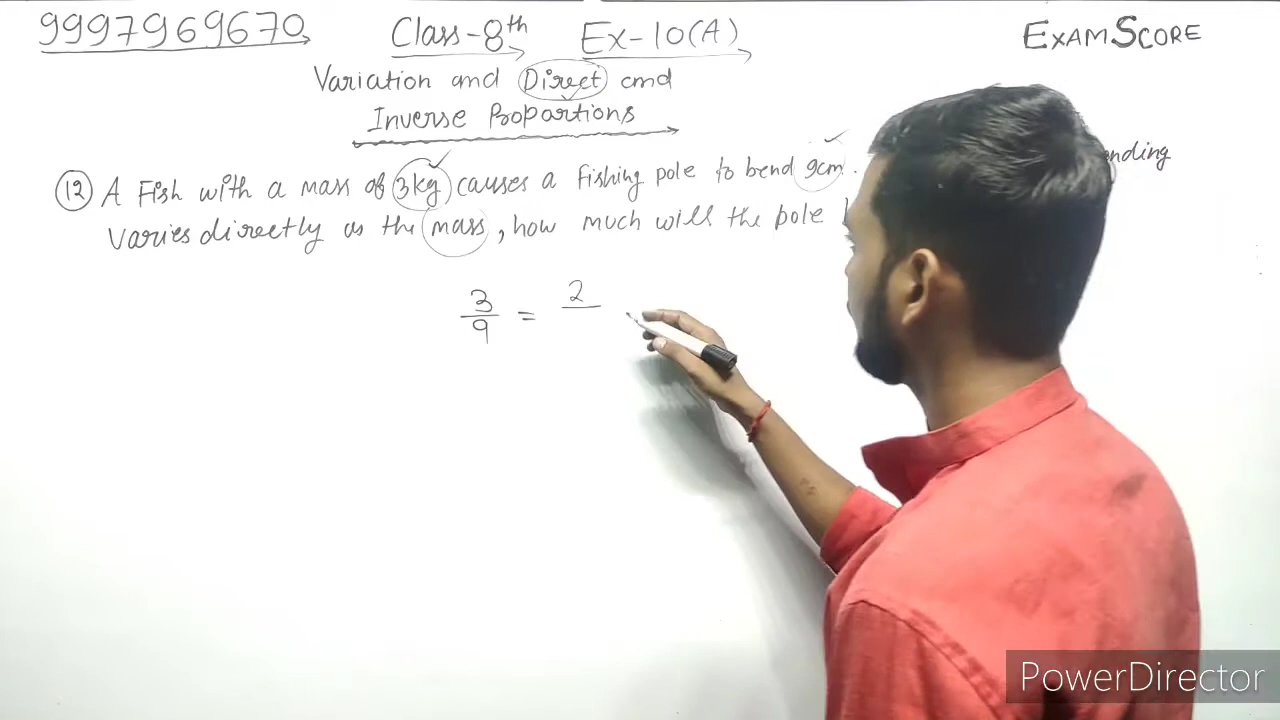 9997969670 Class-8th Ex-10(A) EXAMSCORE
Variation and Direct and
Inverse Proportions
(12) A Fish with a mass of 3kg causes a fishing pole to bend 9cm. nding
varies directly as the mass, how much will the pole
3/9 = 2/
PowerDirector